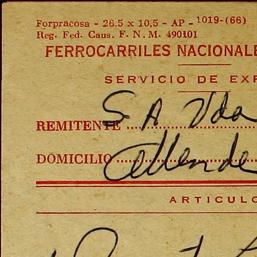 Forpracosa - 26.5 x 10,5 - AP - 1019-(66)
Reg. Fed. Caus. F. N. M. 490101
FERROCARRILES NACIONALE
SERVICIO DE EXP
REMITENTE S A Vda
DOMICILIO Allende
ARTICULO